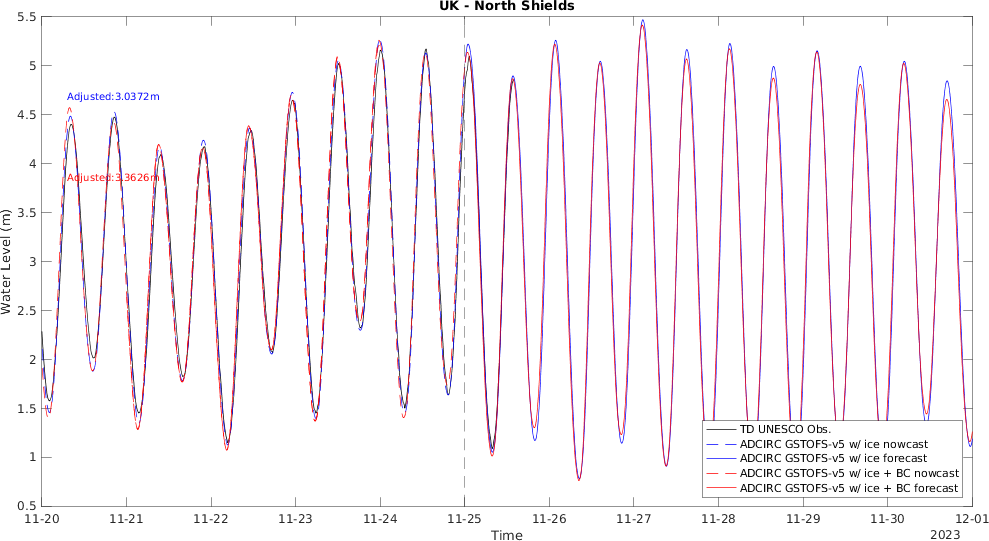 UK - North Shields
5.5
5
4.5
4
3.5
3
2.5
2
1.5
1
0.5
Water Level (m)
Adjusted:3.0372m
Adjusted:3.3626m
TD UNESCO Obs.
ADCIRC GSTOFS-v5 w/ ice nowcast
ADCIRC GSTOFS-v5 w/ ice forecast
ADCIRC GSTOFS-v5 w/ ice + BC nowcast
ADCIRC GSTOFS-v5 w/ ice + BC forecast
11-20 11-21 11-22 11-23 11-24 11-25 11-26 11-27 11-28 11-29 11-30 12-01
Time
2023